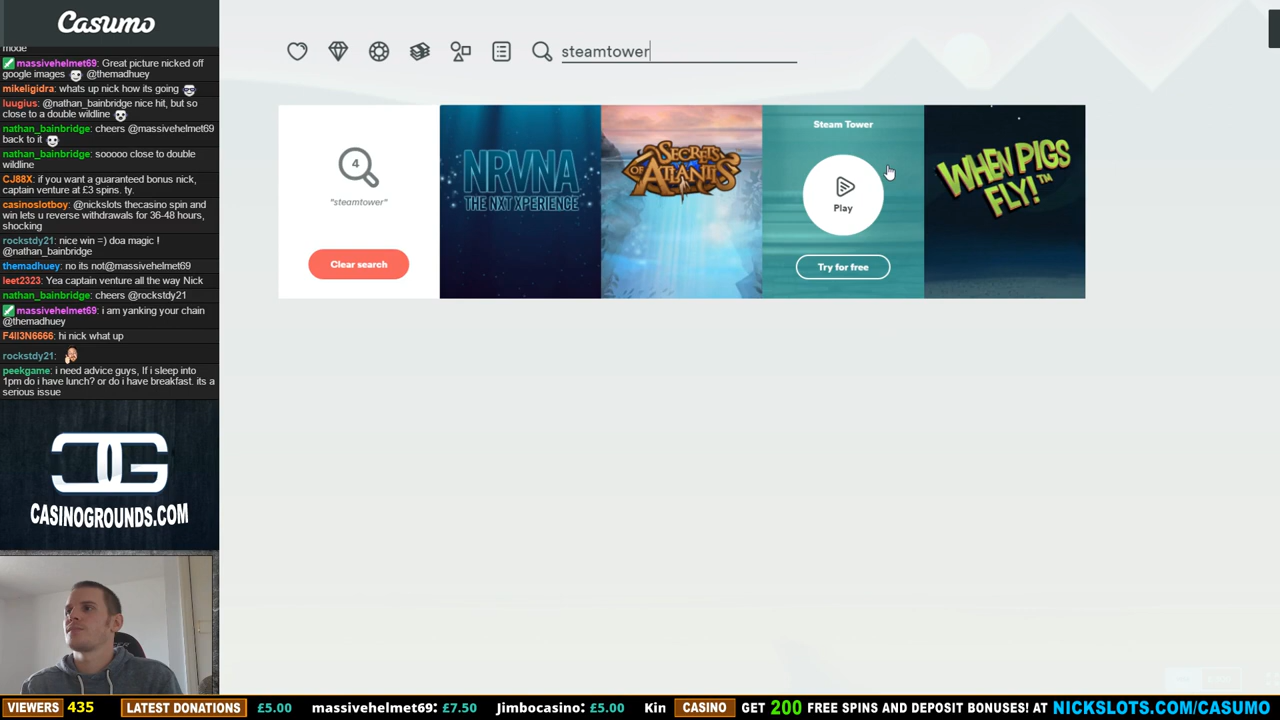 Casumo
mode
massivehelmet69: Great picture nicked off
google images @themadhuey
mikeligidra: whats up nick how its going
luugius: @nathan_bainbridge nice hit, but so
close to a double wildline
nathan_bainbridge: cheers @massivehelmet69
back to it
nathan_bainbridge: sooooo close to double
wildline
CJ88X: if you want a guaranteed bonus nick,
captain venture at £3 spins. ty.
casinoslotboy: @nickslots thecasino spin and
win lets u reverse withdrawals for 36-48 hours,
shocking
rockstdy21: nice win =) doa magic !
@nathan_bainbridge
themadhuey: no its not@massivehelmet69
leet2323: Yea captain venture all the way Nick
nathan_bainbridge: cheers @rockstdy21
massivehelmet69: i am yanking your chain
@themadhuey
F4ll3N6666: hi nick what up
rockstdy21:
peekgame: i need advice guys, If i sleep into
1pm do i have lunch? or do i have breakfast. its a
serious issue
CG
CASINOGROUNDS.COM
steamtower
4
"steamtower"
Clear search
NRVNA
THE NXT XPERIENCE
SECRETS
OF ATLANTIS
Steam Tower
Play
Try for free
WHEN PIGS
FLY!™
VIEWERS 435 LATEST DONATIONS £5.00 massivehelmet69: £7.50 Jimbocasino: £5.00 Kin CASINO GET 200 FREE SPINS AND DEPOSIT BONUSES! AT NICKSLOTS.COM/CASUMO